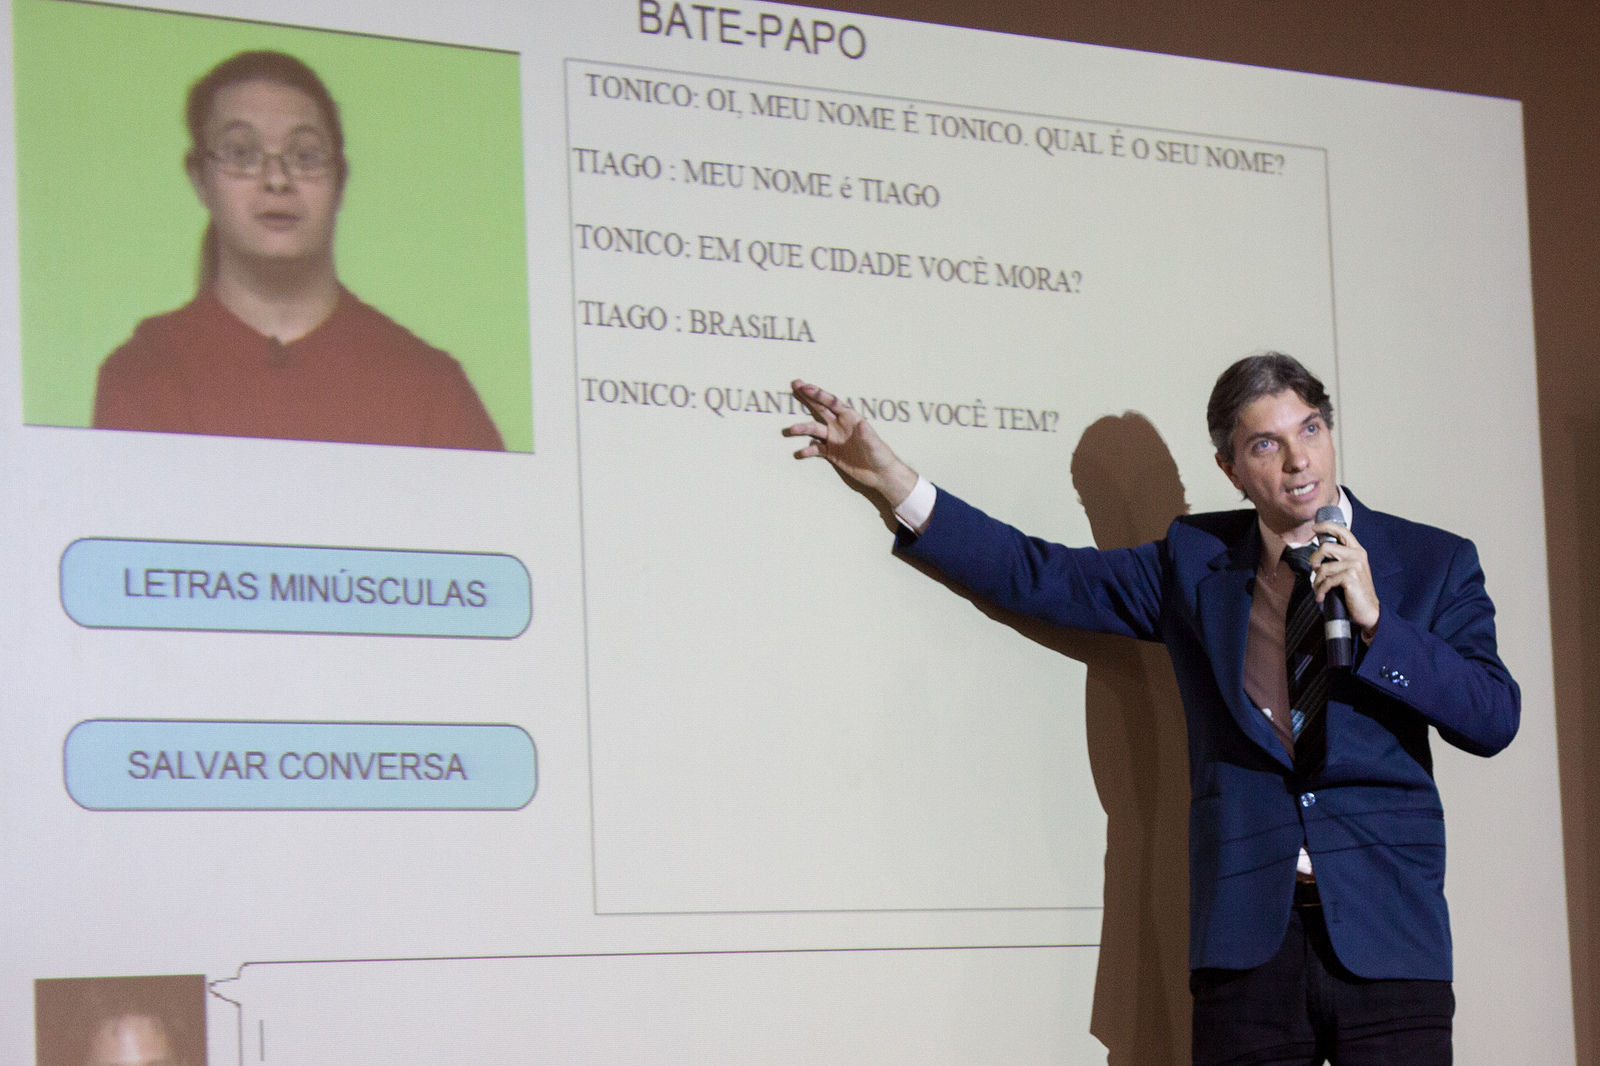 BATE-PAPO
TONICO: OI, MEU NOME É TONICO. QUAL É O SEU NOME?
TIAGO : MEU NOME é TIAGO
TONICO: EM QUE CIDADE VOCÊ MORA?
TIAGO : BRASíLIA
TONICO: QUANTOS ANOS VOCÊ TEM?
LETRAS MINÚSCULAS
SALVAR CONVERSA